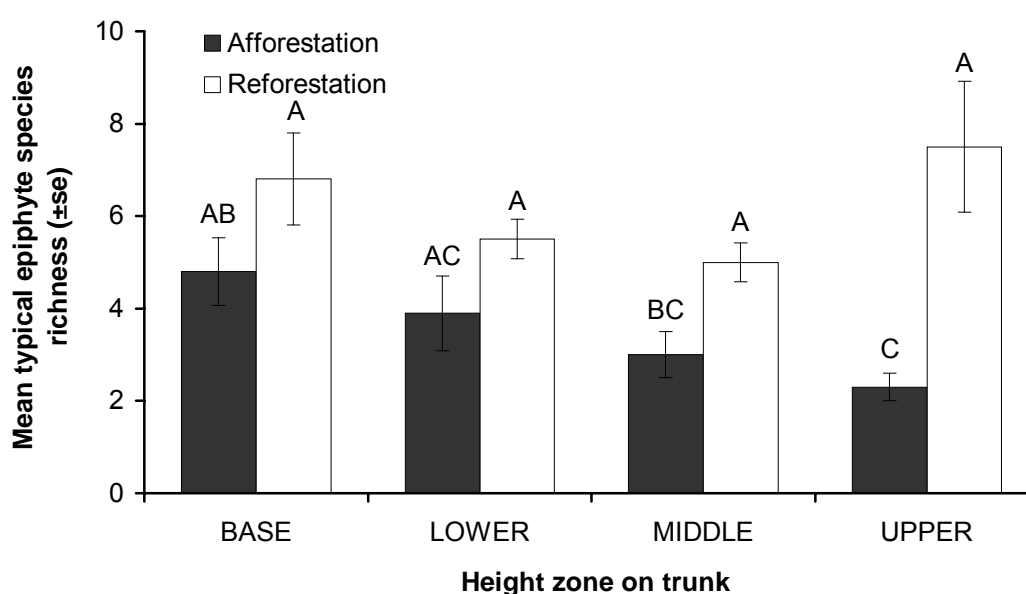 Mean typical epiphyte species
richness (±se)
10
8
6
4
2
0
Afforestation
Reforestation
AB
A
AC
A
BC
A
C
A
BASE LOWER MIDDLE UPPER
Height zone on trunk